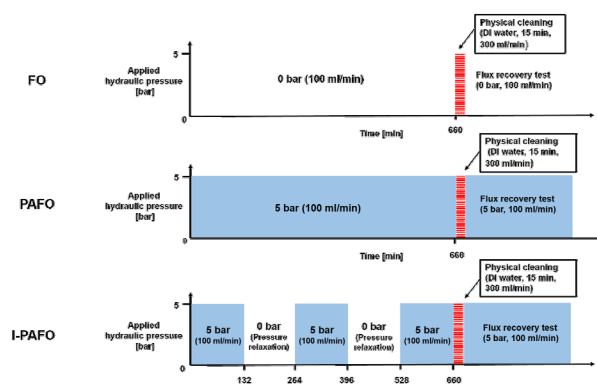 Physical cleaning
(DI water, 15 min,
300 ml/min)
FO
Applied
hydraulic pressure
[bar]
5
0
0 bar (100 ml/min)
Flux recovery test
(0 bar, 100 ml/min)
Time [min]
660
Physical cleaning
(DI water, 15 min,
300 ml/min)
PAFO
Applied
hydraulic pressure
[bar]
5
0
5 bar (100 ml/min)
Flux recovery test
(5 bar, 100 ml/min)
Time [min]
660
Physical cleaning
(DI water, 15 min,
300 ml/min)
I-PAFO
Applied
hydraulic pressure
[bar]
5
0
5 bar
(100 ml/min)
0 bar
(Pressure
relaxation)
5 bar
(100 ml/min)
0 bar
(Pressure
relaxation)
5 bar
(100 ml/min)
Flux recovery test
(5 bar, 100 ml/min)
132
264
396
528
660